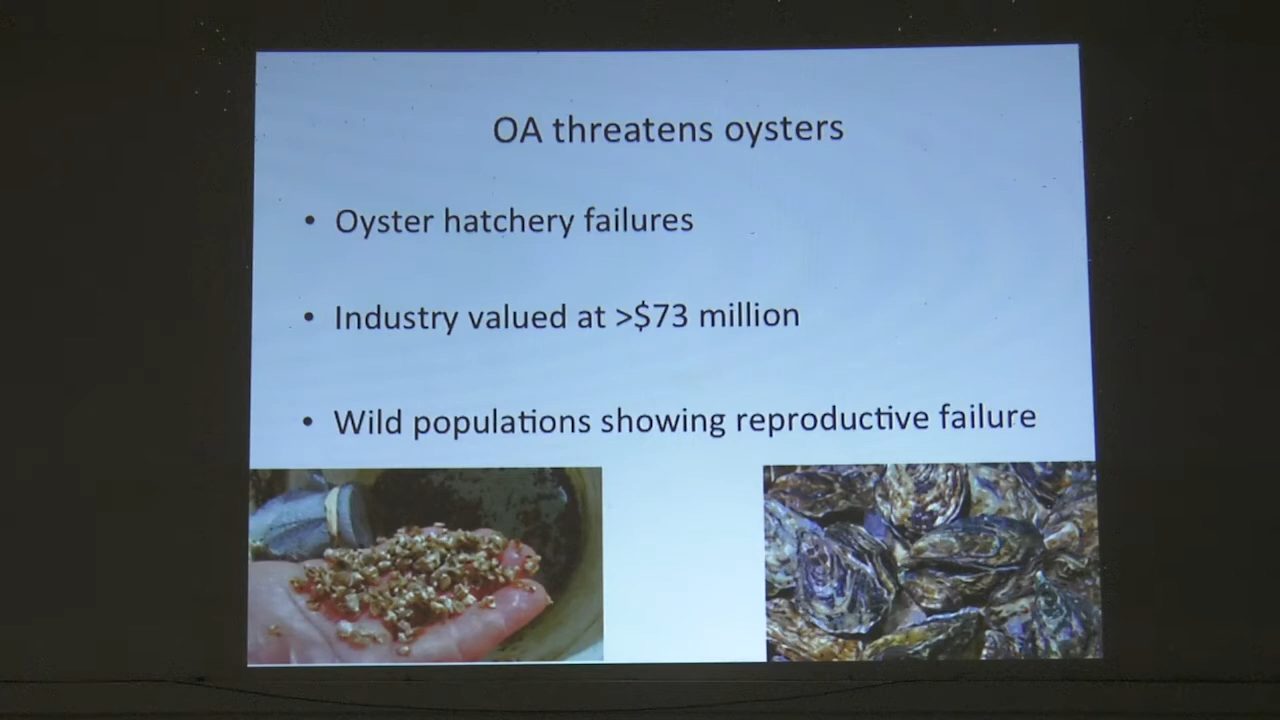 OA threatens oysters
• Oyster hatchery failures
• Industry valued at >$73 million
• Wild populations showing reproductive failure